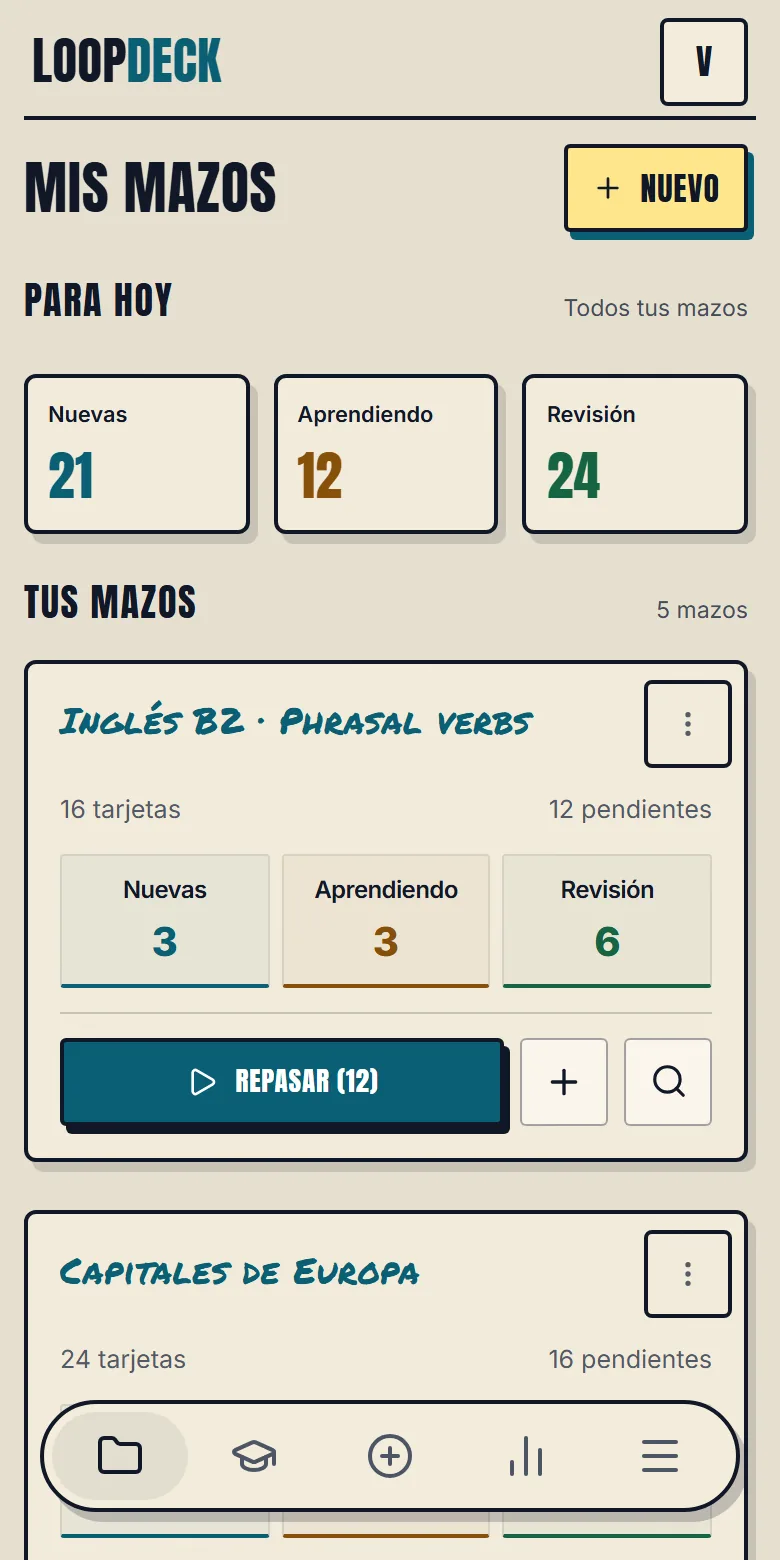 LOOPDECK
V
MIS MAZOS
NUEVO
PARA HOY
Todos tus mazos
Nuevas
Aprendiendo
Revisión
21
12
24
TUS MAZOS
5 mazos
Inglés B2 · Phrasal verbs
16 tarjetas
12 pendientes
Nuevas
Aprendiendo
Revisión
3
3
6
REPASAR (12)
Capitales de Europa
24 tarjetas
16 pendientes